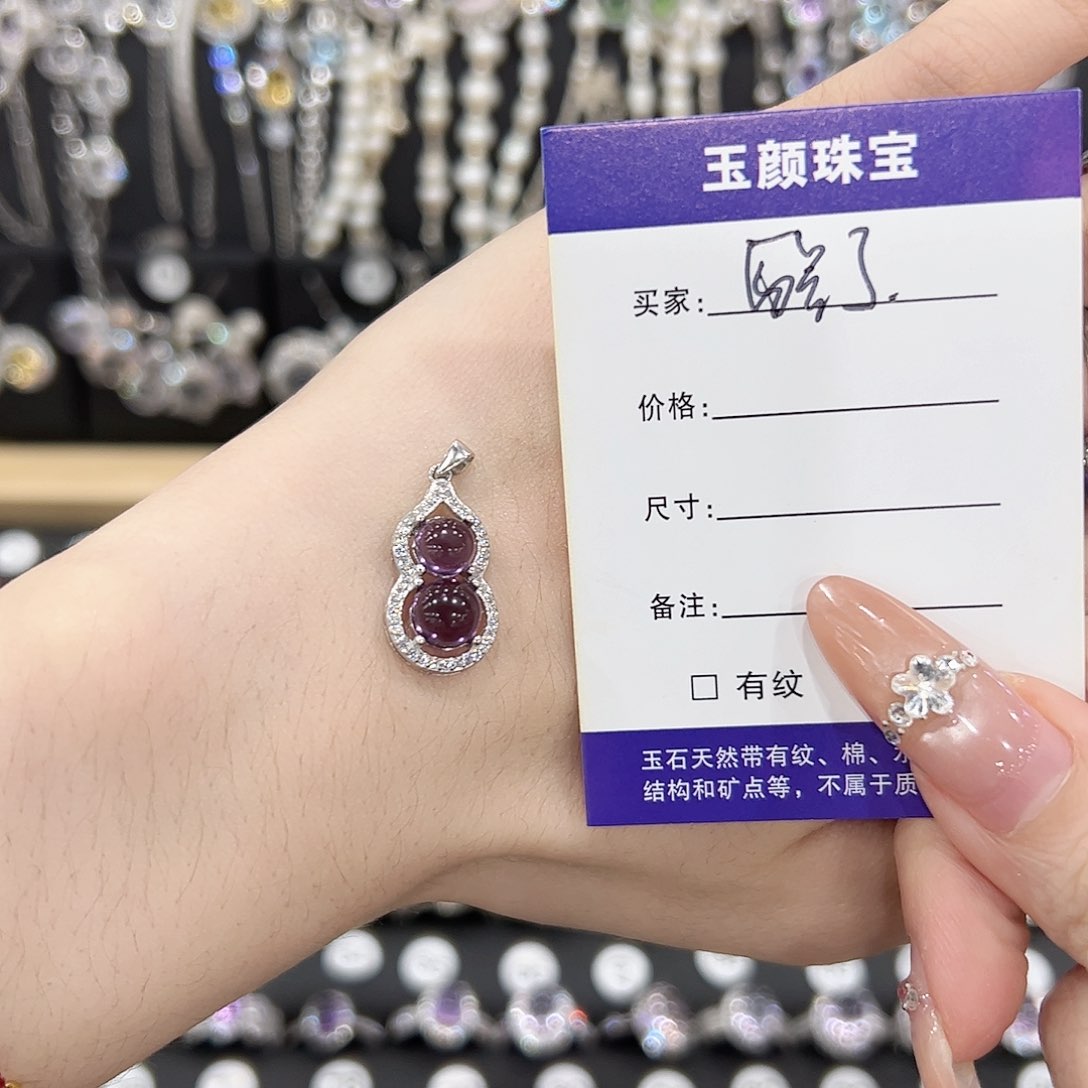 玉颜珠宝
买家:
价格:
尺寸:
备注:
□ 有纹
玉石天然带有纹、棉、
结构和矿点等，不属于质